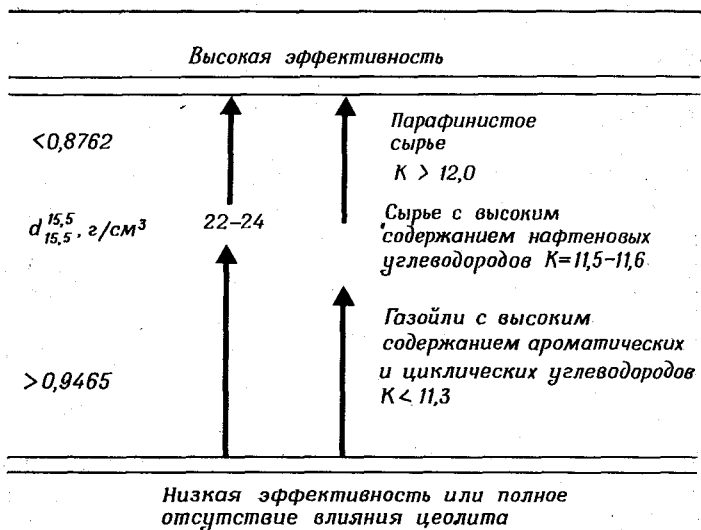 Высокая эффективность
<0,8762
Парафинистое
сырье
K > 12,0
d 15,5 15,5, г/см³
22–24
Сырье с высоким
содержанием нафтеновых
углеводородов K=11,5–11,6
>0,9465
Газойли с высоким
содержанием ароматических
и циклических углеводородов
K< 11,3
Низкая эффективность или полное
отсутствие влияния цеолита